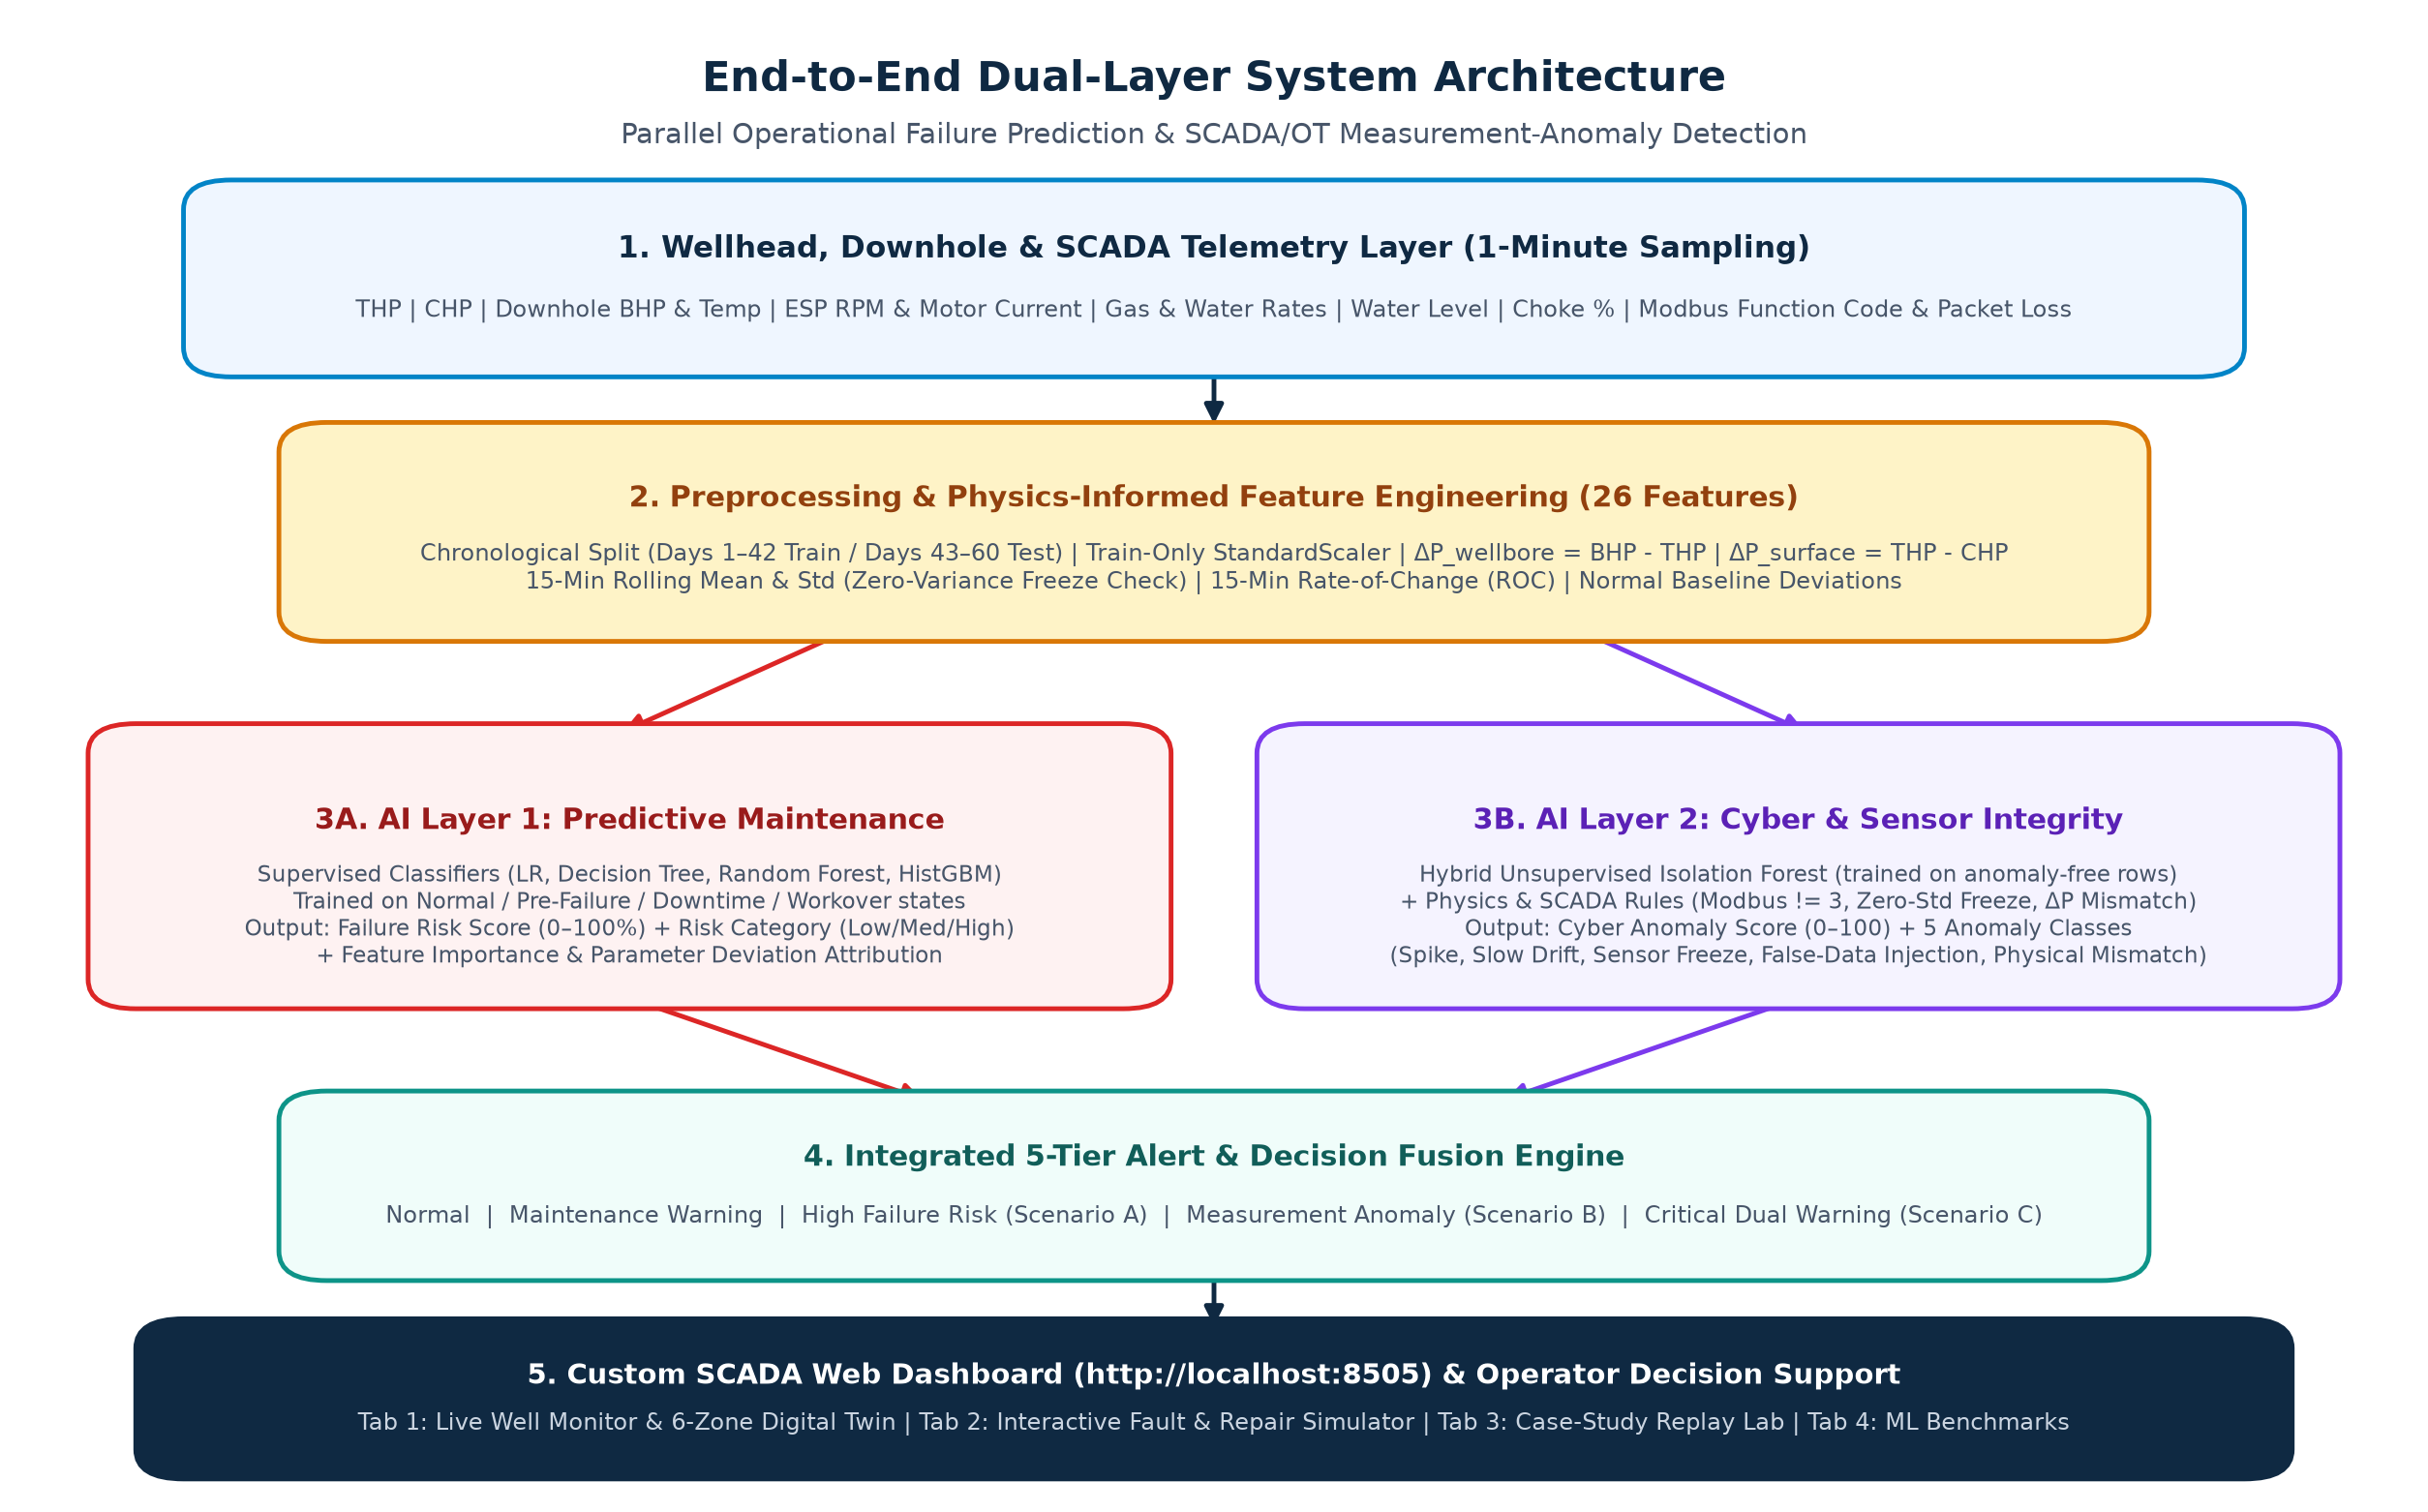 End-to-End Dual-Layer System Architecture
Parallel Operational Failure Prediction & SCADA/OT Measurement-Anomaly Detection
1. Wellhead, Downhole & SCADA Telemetry Layer (1-Minute Sampling)
THP | CHP | Downhole BHP & Temp | ESP RPM & Motor Current | Gas & Water Rates | Water Level | Choke % | Modbus Function Code & Packet Loss
2. Preprocessing & Physics-Informed Feature Engineering (26 Features)
Chronological Split (Days 1–42 Train / Days 43–60 Test) | Train-Only StandardScaler | ΔP_wellbore = BHP - THP | ΔP_surface = THP - CHP
15-Min Rolling Mean & Std (Zero-Variance Freeze Check) | 15-Min Rate-of-Change (ROC) | Normal Baseline Deviations
3A. AI Layer 1: Predictive Maintenance
Supervised Classifiers (LR, Decision Tree, Random Forest, HistGBM)
Trained on Normal / Pre-Failure / Downtime / Workover states
Output: Failure Risk Score (0–100%) + Risk Category (Low/Med/High)
+ Feature Importance & Parameter Deviation Attribution
3B. AI Layer 2: Cyber & Sensor Integrity
Hybrid Unsupervised Isolation Forest (trained on anomaly-free rows)
+ Physics & SCADA Rules (Modbus != 3, Zero-Std Freeze, ΔP Mismatch)
Output: Cyber Anomaly Score (0–100) + 5 Anomaly Classes
(Spike, Slow Drift, Sensor Freeze, False-Data Injection, Physical Mismatch)
4. Integrated 5-Tier Alert & Decision Fusion Engine
Normal | Maintenance Warning | High Failure Risk (Scenario A) | Measurement Anomaly (Scenario B) | Critical Dual Warning (Scenario C)
5. Custom SCADA Web Dashboard (http://localhost:8505) & Operator Decision Support
Tab 1: Live Well Monitor & 6-Zone Digital Twin | Tab 2: Interactive Fault & Repair Simulator | Tab 3: Case-Study Replay Lab | Tab 4: ML Benchmarks